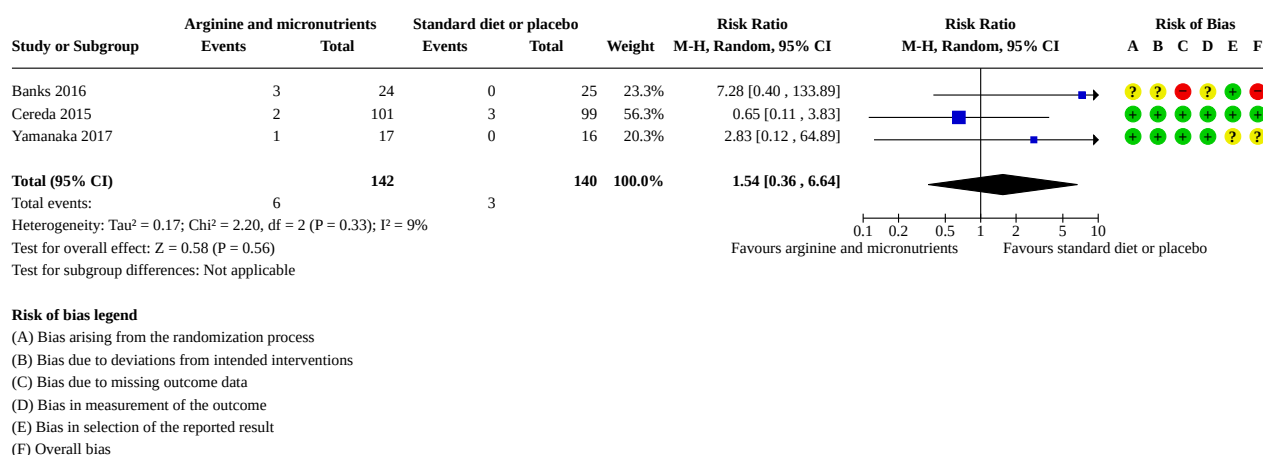 Arginine and micronutrients Standard diet or placebo Risk Ratio Risk Ratio Risk of Bias
Study or Subgroup Events Total Events Total Weight M-H, Random, 95% CI M-H, Random, 95% CI A B C D E F
Banks 2016 3 24 0 25 23.3% 7.28 [0.40 , 133.89] ? ? − ? + −
Cereda 2015 2 101 3 99 56.3% 0.65 [0.11 , 3.83] + + + + + +
Yamanaka 2017 1 17 0 16 20.3% 2.83 [0.12 , 64.89] + + + + ? ?
Total (95% CI) 142 140 100.0% 1.54 [0.36 , 6.64]
Total events: 6 3
Heterogeneity: Tau² = 0.17; Chi² = 2.20, df = 2 (P = 0.33); I² = 9%
0.1 0.2 0.5 1 2 5 10
Test for overall effect: Z = 0.58 (P = 0.56) Favours arginine and micronutrients Favours standard diet or placebo
Test for subgroup differences: Not applicable
Risk of bias legend
(A) Bias arising from the randomization process
(B) Bias due to deviations from intended interventions
(C) Bias due to missing outcome data
(D) Bias in measurement of the outcome
(E) Bias in selection of the reported result
(F) Overall bias